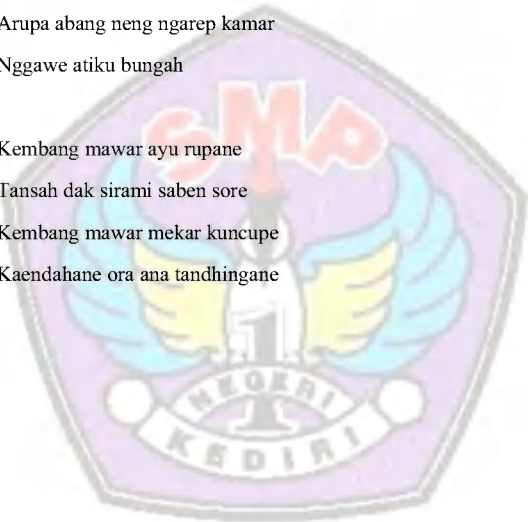 Arupa abang neng ngarep kamar
Nggawe atiku bungah
Kembang mawar ayu rupane
Tansah dak sirami saben sore
Kembang mawar mekar kuncupe
Kaendahane ora ana tandhingane
SMP
1
NEGERI
KEDIRI